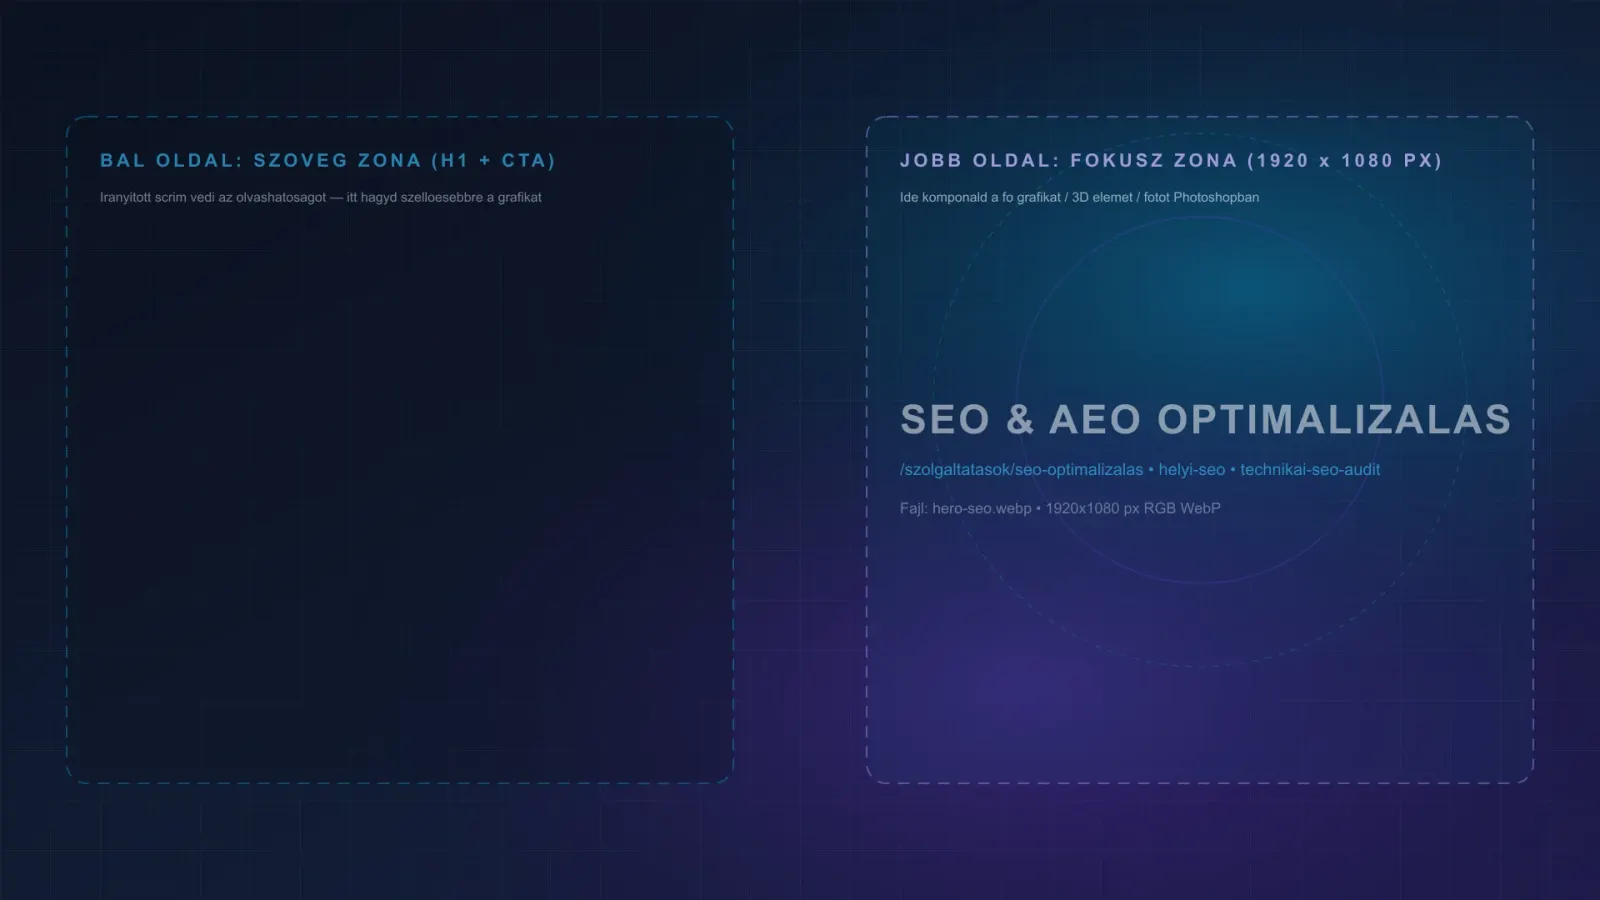 BAL OLDAL: SZOVEG ZONA (H1 + CTA)
Iranyitott scrim vedi az olvashatosagot — itt hagyd szelloesebbre a grafikat
JOBB OLDAL: FOKUSZ ZONA (1920 x 1080 PX)
Ide komponald a fo grafikat / 3D elemet / fotot Photoshopban
SEO & AEO OPTIMALIZALAS
/szolgaltatasok/seo-optimalizalas • helyi-seo • technikai-seo-audit
Fajl: hero-seo.webp • 1920x1080 px RGB WebP